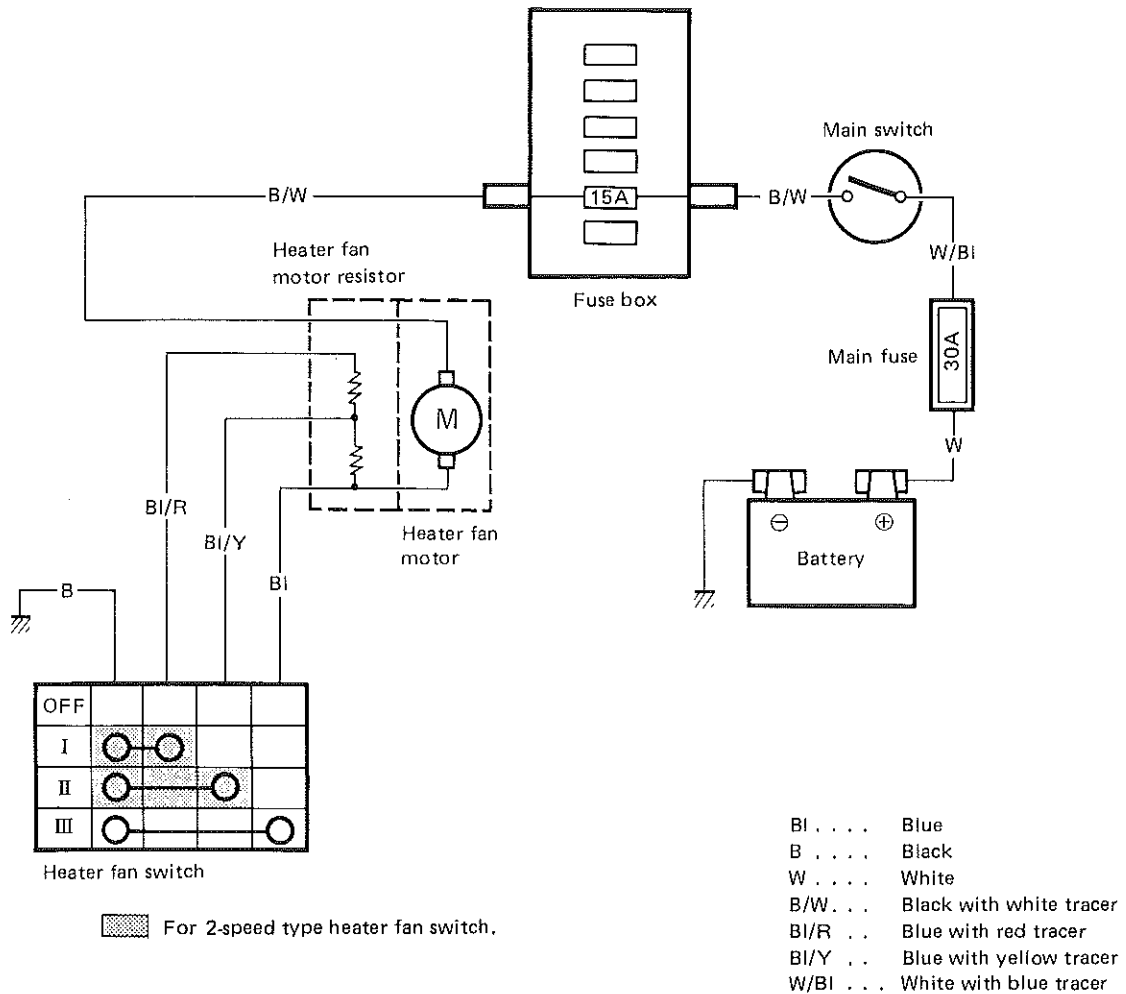 Main switch
B/W
15A
B/W
W/Bl
Heater fan
motor resistor
Fuse box
Main fuse
30A
M
W
Bl/R
Bl/Y
Bl
Heater fan
motor
⊖ ⊕
Battery
B
OFF
I
II
III
Heater fan switch
For 2-speed type heater fan switch.
Bl . . . . Blue
B . . . . Black
W . . . . White
B/W . . . Black with white tracer
Bl/R . . Blue with red tracer
Bl/Y . . Blue with yellow tracer
W/Bl . . . White with blue tracer